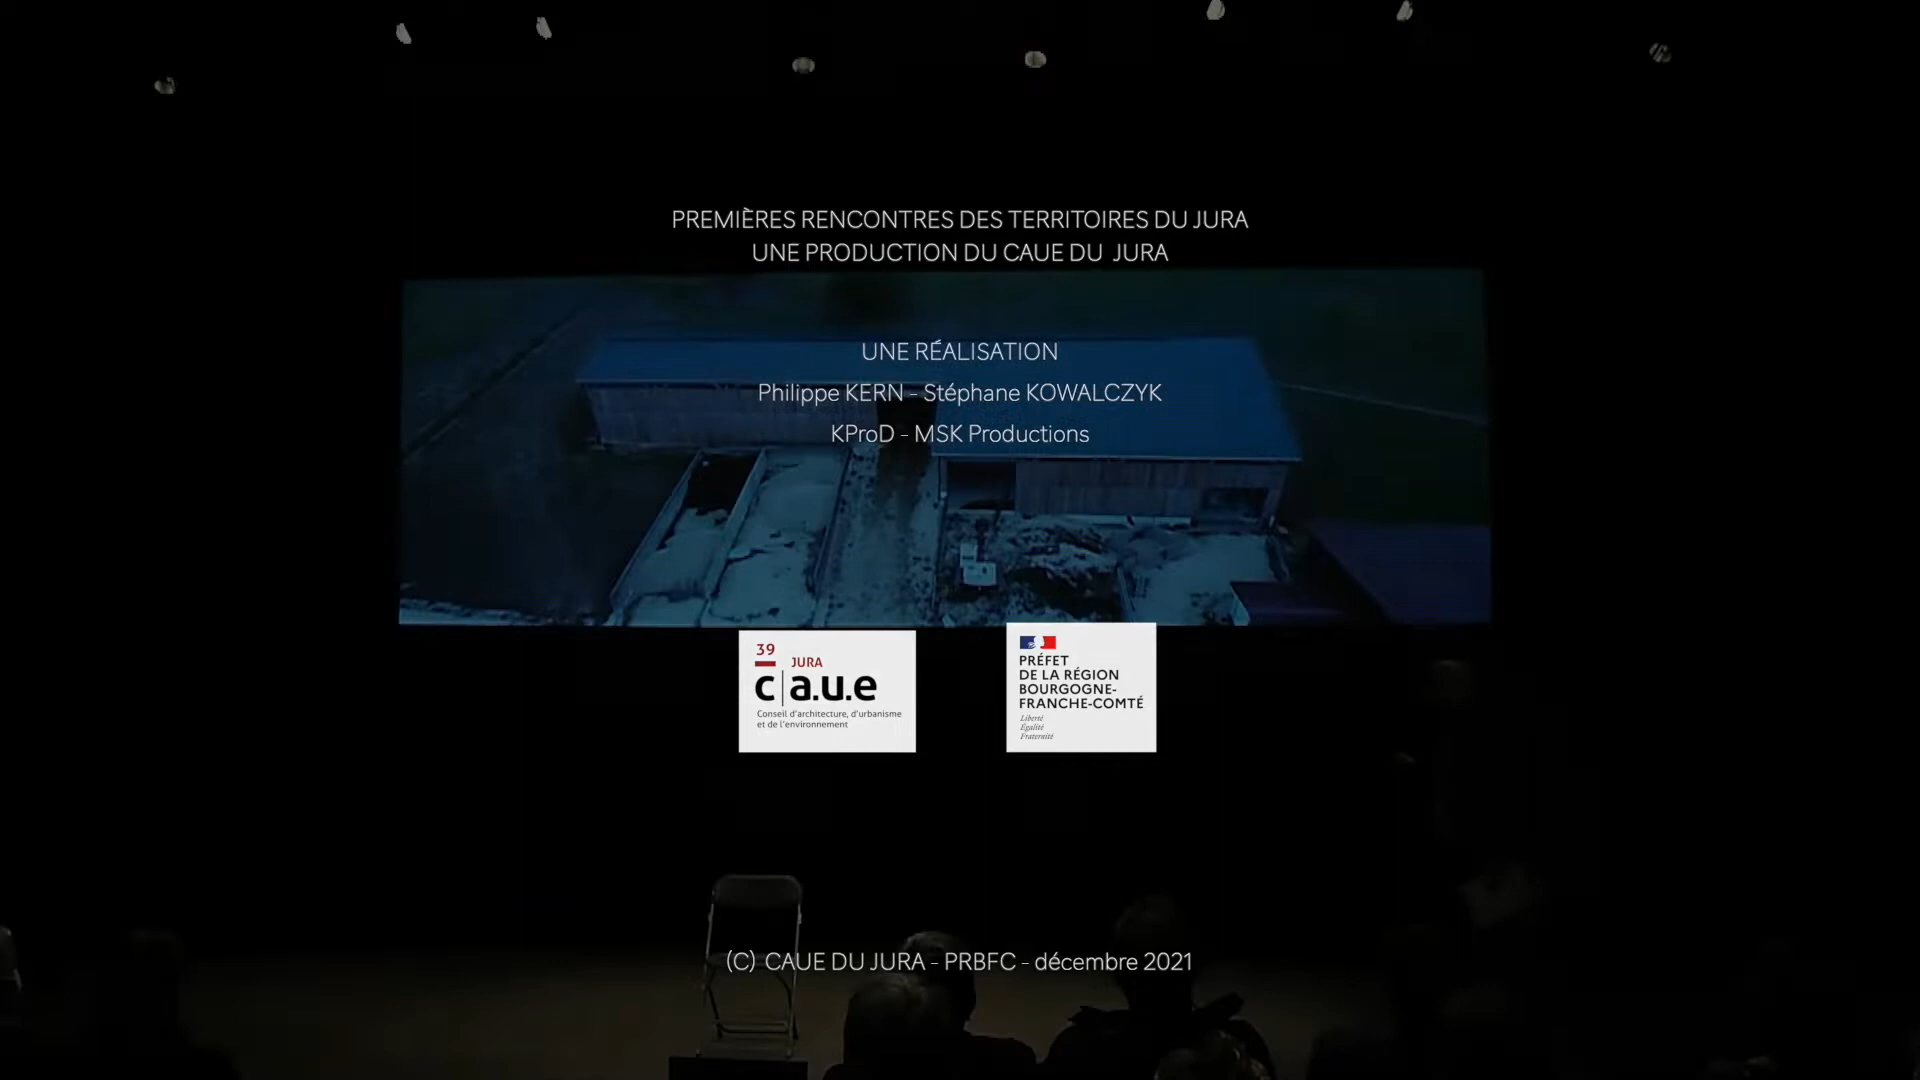 PREMIÈRES RENCONTRES DES TERRITOIRES DU JURA
UNE PRODUCTION DU CAUE DU JURA
UNE RÉALISATION
Philippe KERN - Stéphane KOWALCZYK
KProD - MSK Productions
39
JURA
c|a.u.e
Conseil d'architecture, d'urbanisme
et de l'environnement
PRÉFET
DE LA RÉGION
BOURGOGNE-
FRANCHE-COMTÉ
Liberté
Égalité
Fraternité
(C) CAUE DU JURA - PRBFC - décembre 2021